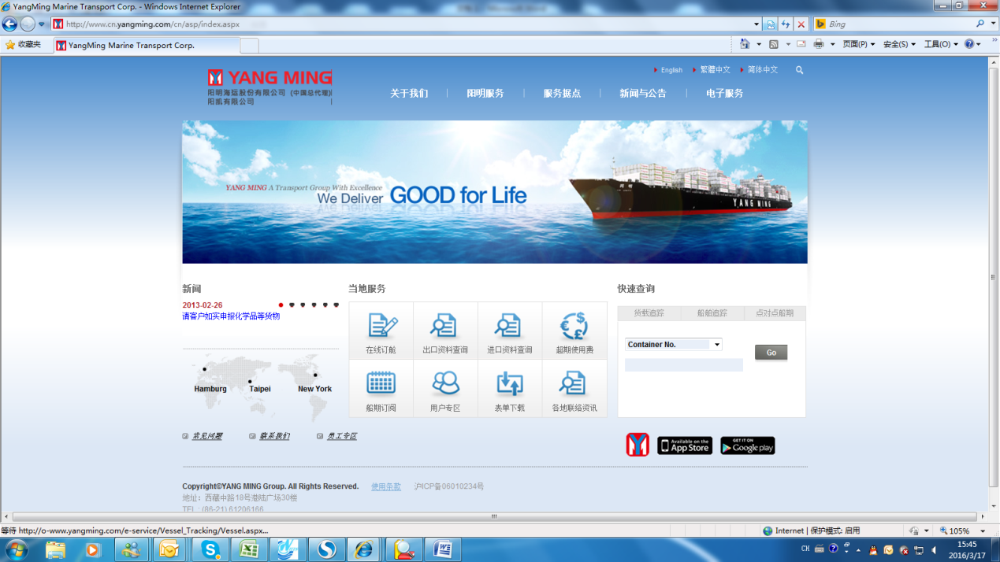 YangMing Marine Transport Corp. - Windows Internet Explorer
http://www.cn.yangming.com/cn/asp/index.aspx
Bing
收藏夹
YangMing Marine Transport Corp.
页面(P)
安全(S)
工具(O)
English
繁體中文
简体中文
YANG MING
阳明海运股份有限公司 (中国总代理)
阳凯有限公司
关于我们
阳明服务
服务据点
新闻与公告
电子服务
YANG MING A Transport Group With Excellence
We Deliver GOOD for Life
YANG MING
新闻
2013-02-26
请客户如实申报化学品等货物
Hamburg
Taipei
New York
当地服务
在线订舱
出口资料查询
进口资料查询
超期使用费
船期订阅
用户专区
表单下载
各地联络资讯
快速查询
货载追踪
船舶追踪
点对点船期
Container No.
Go
常见问题
联系我们
员工专区
Available on the
App Store
GET IT ON
Google play
Copyright©YANG MING Group. All Rights Reserved.
使用条款
沪ICP备06010234号
地址：西藏中路18号港陆广场30楼
TEL : (86-21) 61206166
等待 http://o-www.yangming.com/e-service/Vessel_Tracking/Vessel.aspx...
Internet | 保护模式: 启用
105%
CH
15:45
2016/3/17